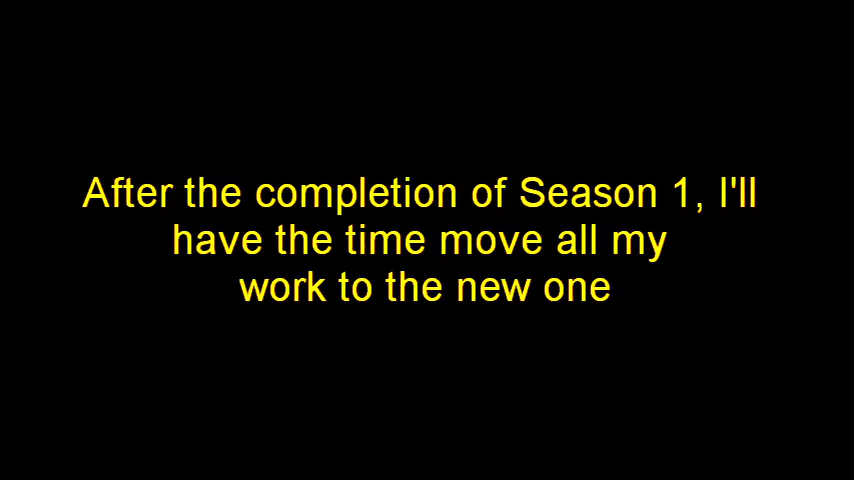 After the completion of Season 1, I'll
have the time move all my
work to the new one